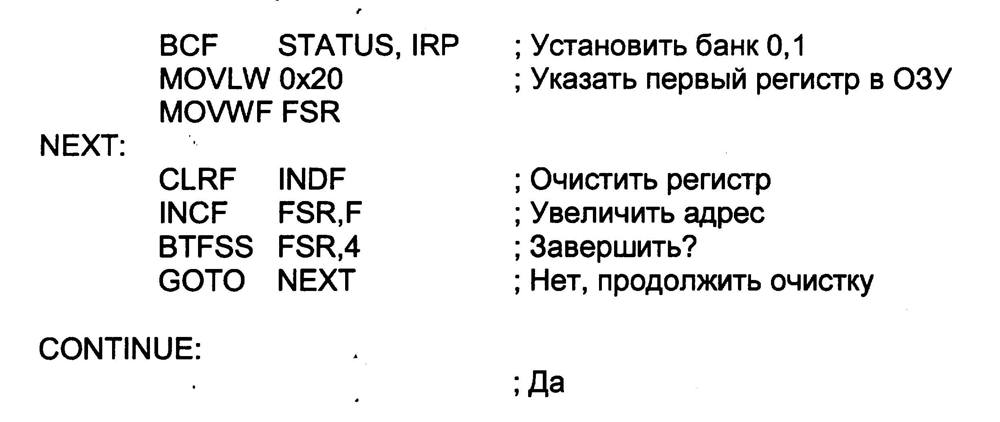 BCF STATUS, IRP ; Установить банк 0,1
MOVLW 0x20 ; Указать первый регистр в ОЗУ
MOVWF FSR
NEXT:
CLRF INDF ; Очистить регистр
INCF FSR,F ; Увеличить адрес
BTFSS FSR,4 ; Завершить?
GOTO NEXT ; Нет, продолжить очистку
CONTINUE:
; Да